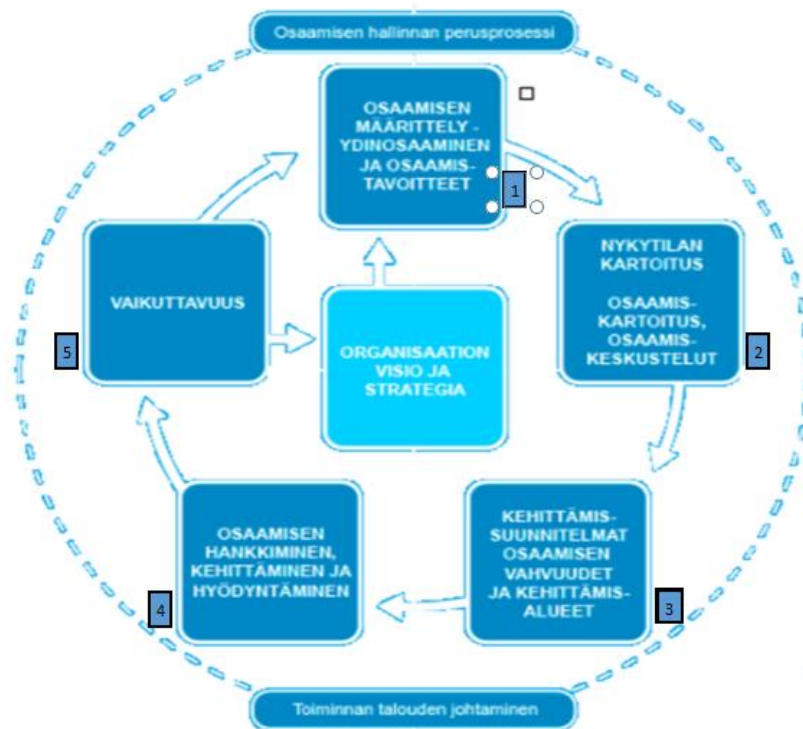 Osaamisen hallinnan perusprosessi
OSAAMISEN
MÄÄRITTELY -
YDINOSAAMINEN
JA OSAAMIS-
TAVOITTEET
1
NYKYTILAN
KARTOITUS
OSAAMIS-
KARTOITUS,
OSAAMIS-
KESKUSTELUT
2
KEHITTÄMIS-
SUUNNITELMAT
OSAAMISEN
VAHVUUDET
JA KEHITTÄMIS-
ALUEET
3
OSAAMISEN
HANKKIMINEN,
KEHITTÄMINEN JA
HYÖDYNTÄMINEN
4
VAIKUTTAVUUS
5
ORGANISAATION
VISIO JA
STRATEGIA
Toiminnan talouden johtaminen